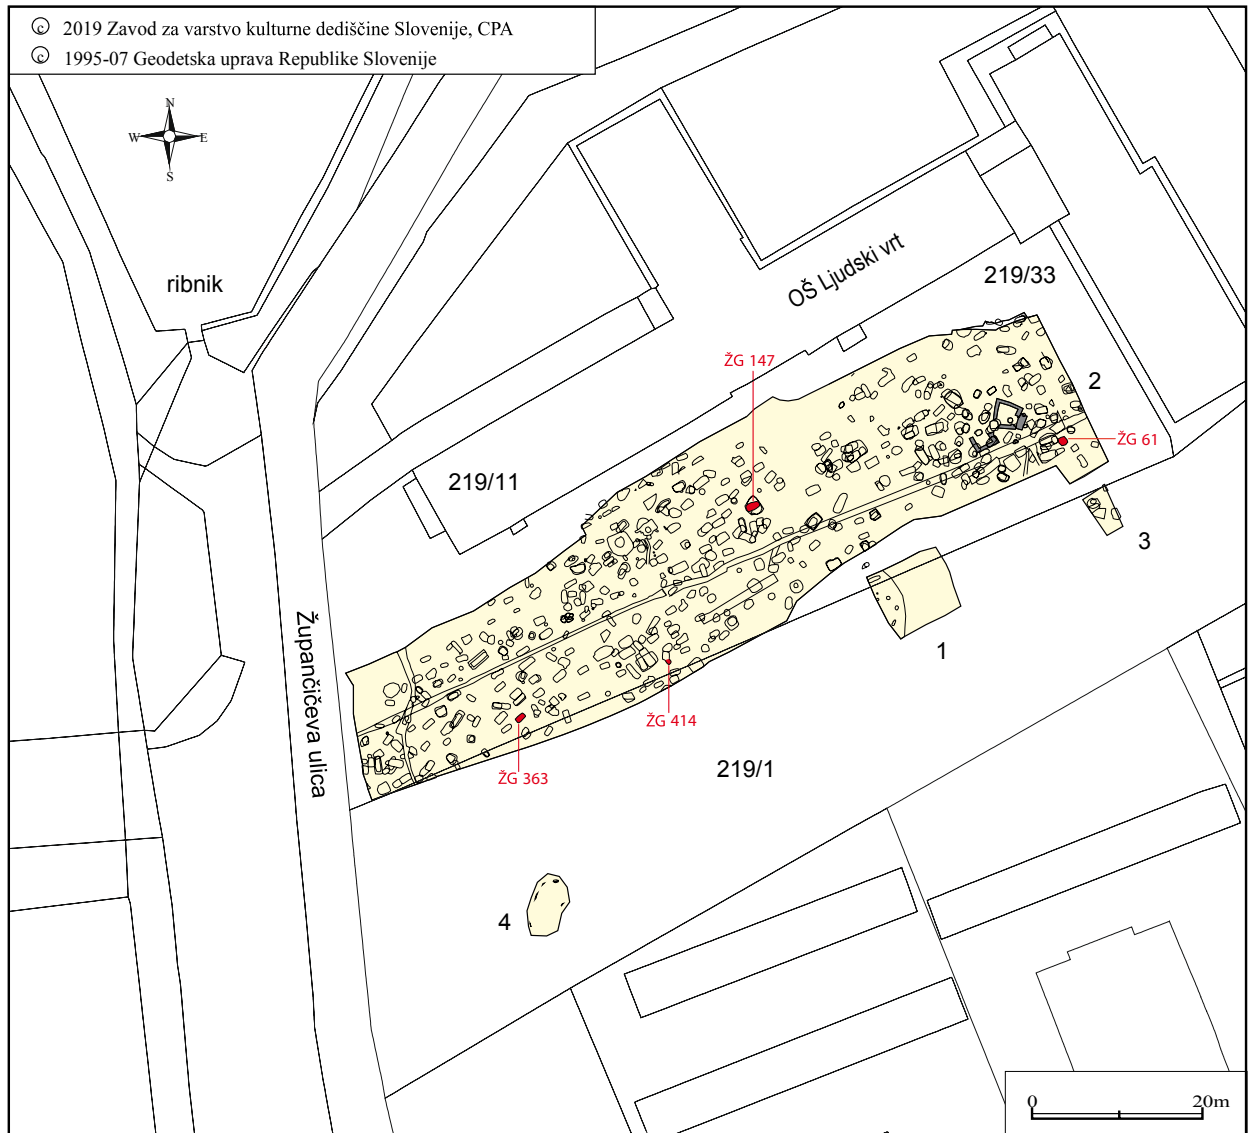 © 2019 Zavod za varstvo kulturne dediščine Slovenije, CPA
© 1995-07 Geodetska uprava Republike Slovenije
N
W E
S
ribnik
OŠ Ljudski vrt
219/33
ŽG 147
2
ŽG 61
219/11
3
1
Župančičeva ulica
ŽG 414
ŽG 363
219/1
4
0 20m